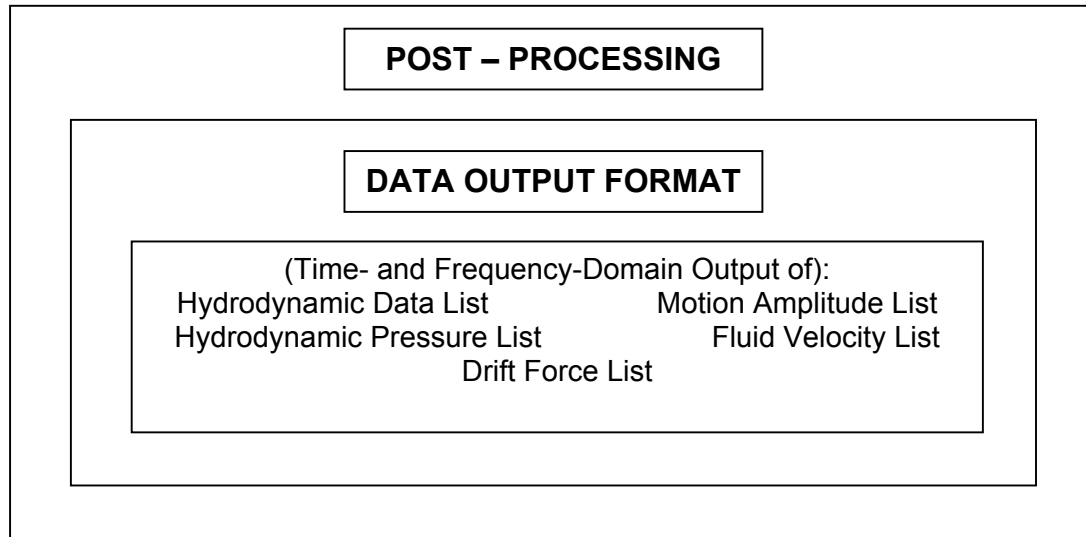 POST – PROCESSING
DATA OUTPUT FORMAT
(Time- and Frequency-Domain Output of):
Hydrodynamic Data List Motion Amplitude List
Hydrodynamic Pressure List Fluid Velocity List
Drift Force List